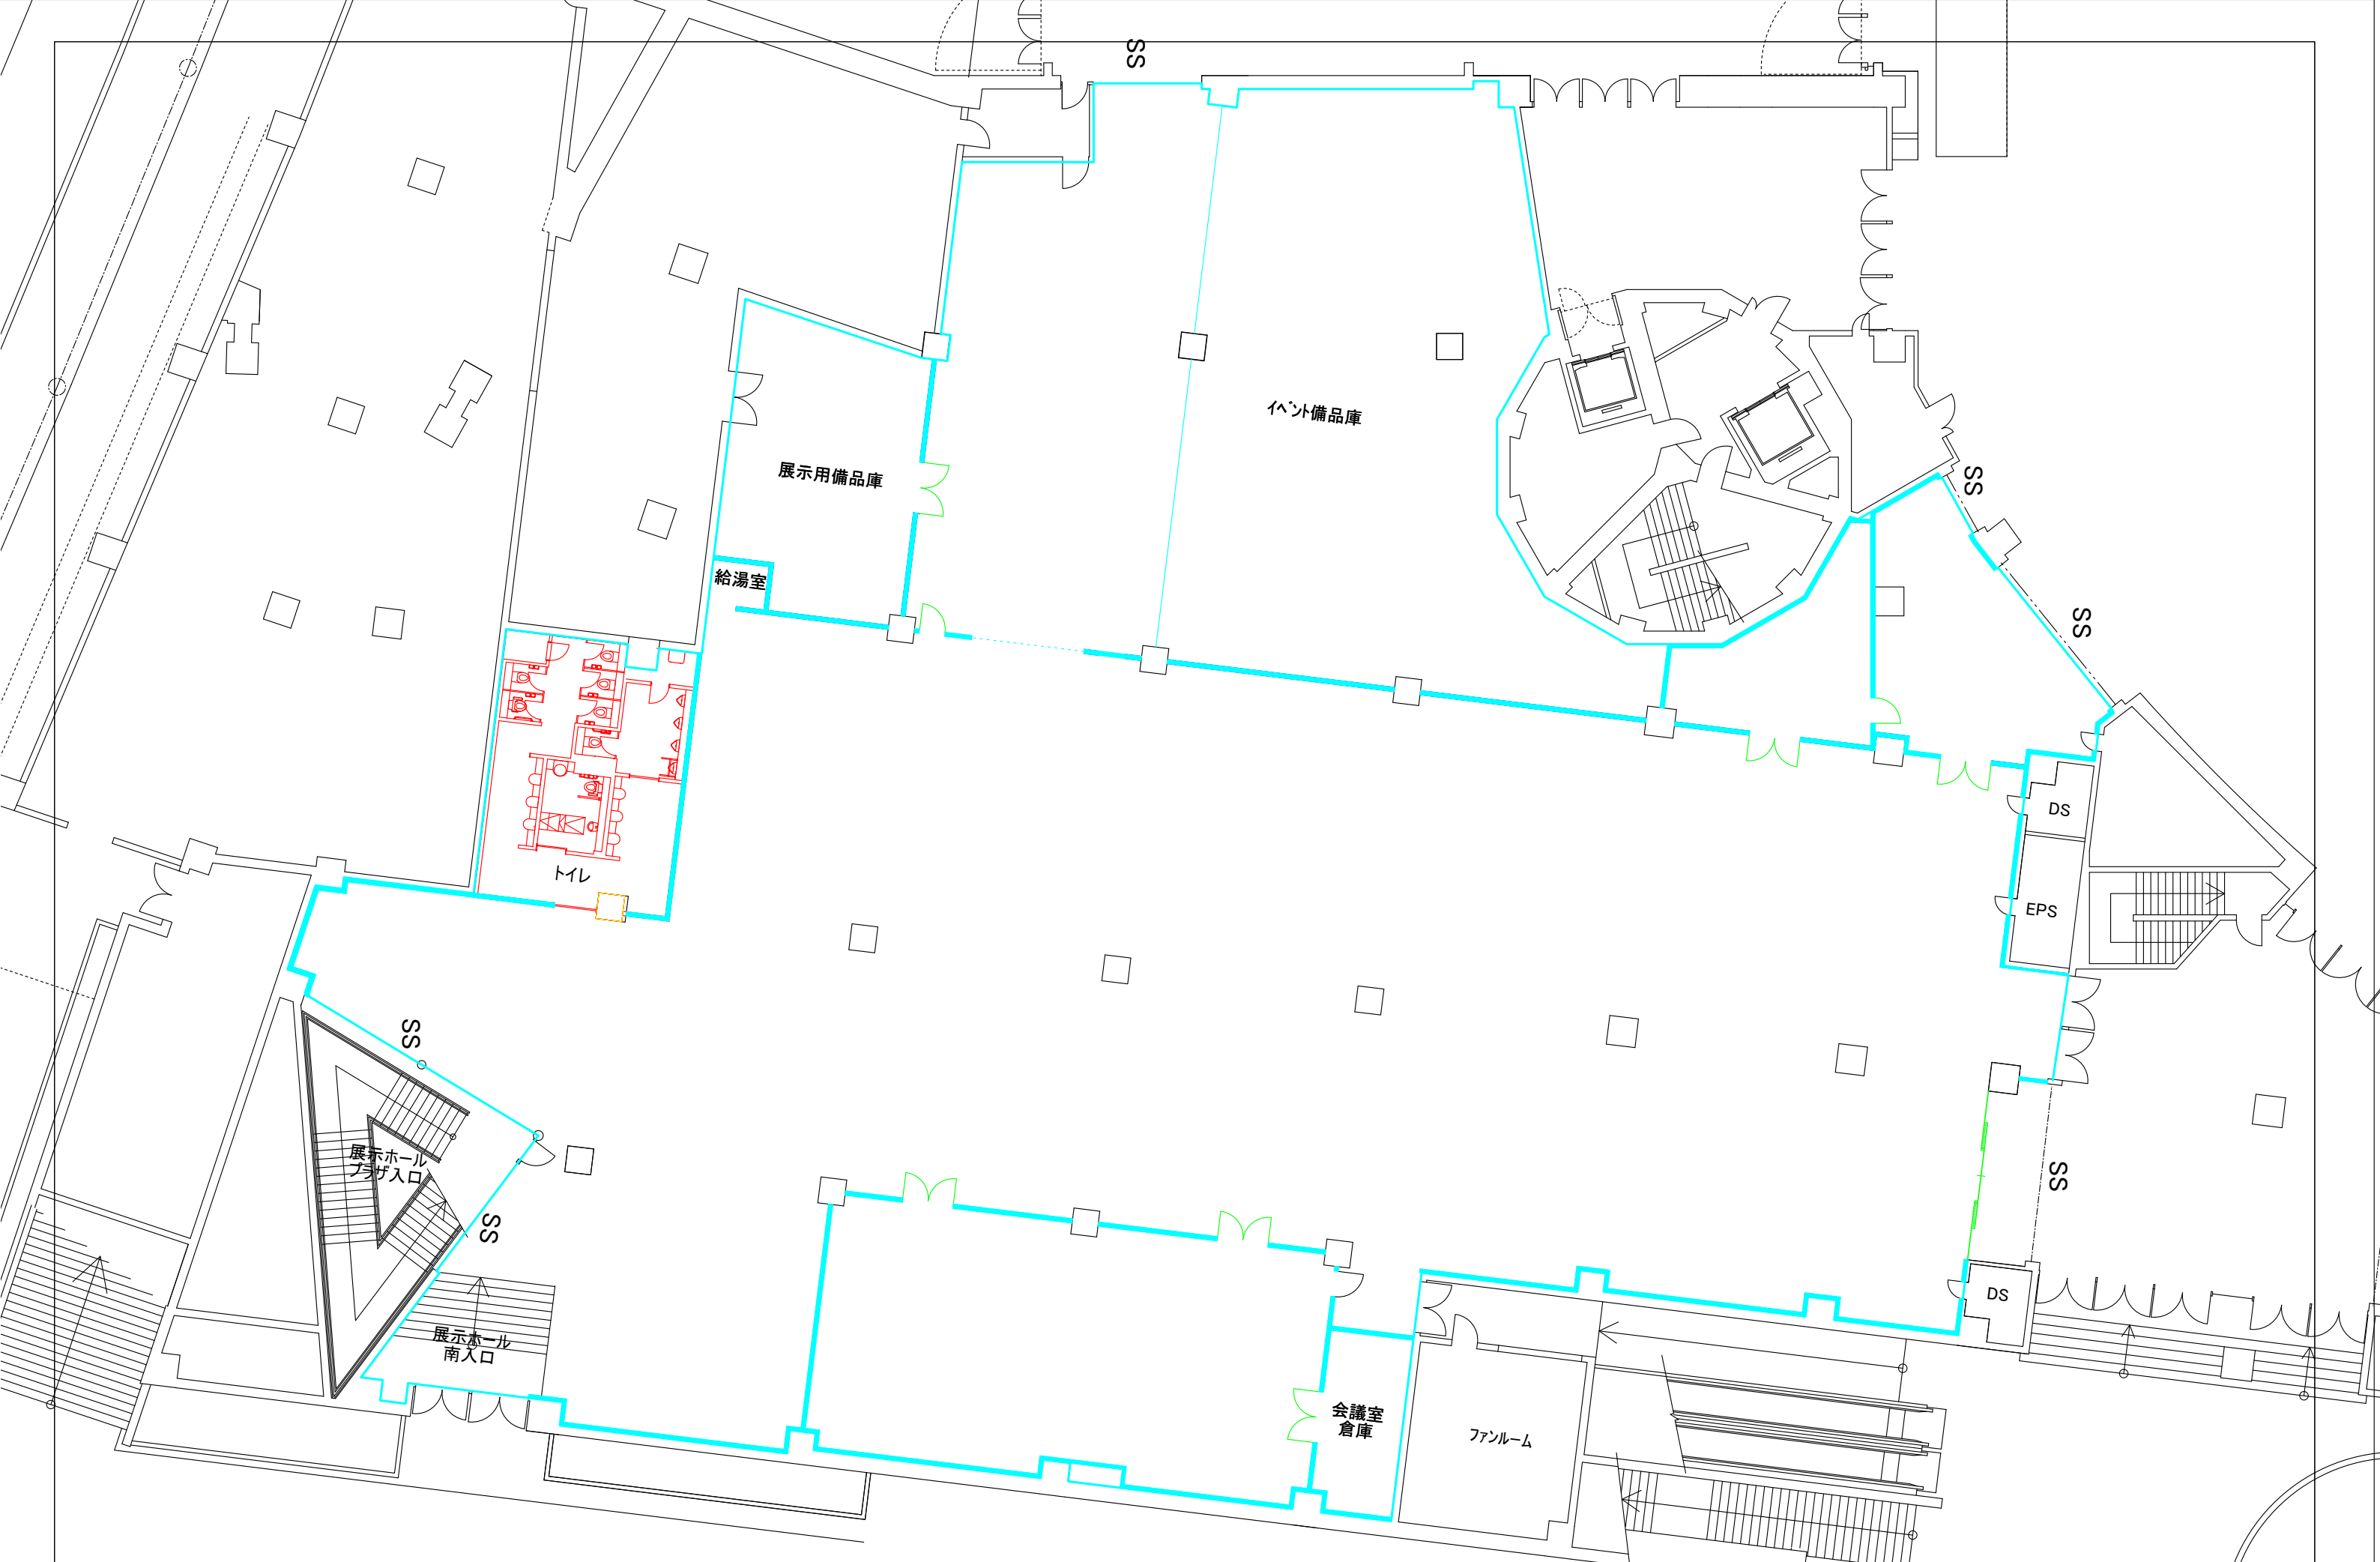 SS
イベント備品庫
展示用備品庫
SS
給湯室
SS
DS
トイレ
EPS
SS
展示ホール
プラザ入口
SS
SS
DS
展示ホール
南入口
会議室
倉庫
ファンルーム